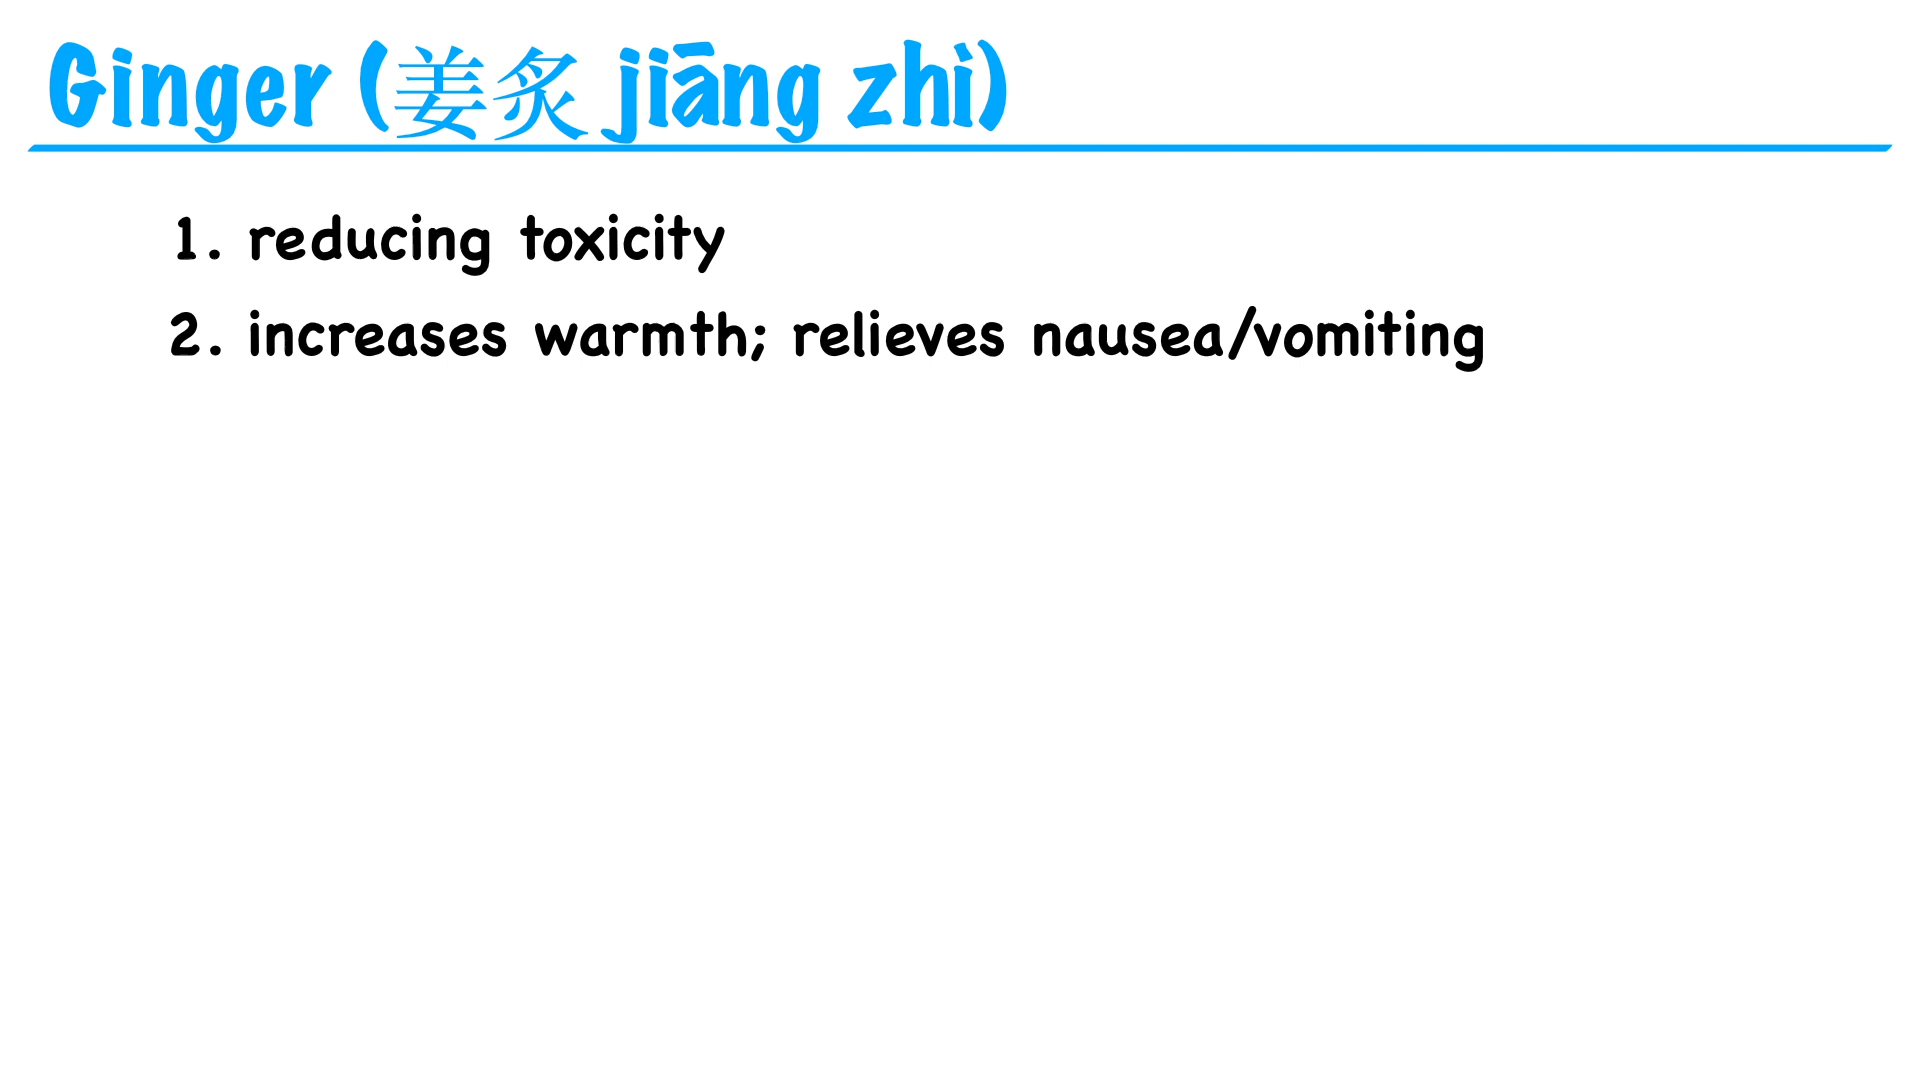 Ginger (姜炙 jiāng zhì)
1. reducing toxicity
2. increases warmth; relieves nausea/vomiting